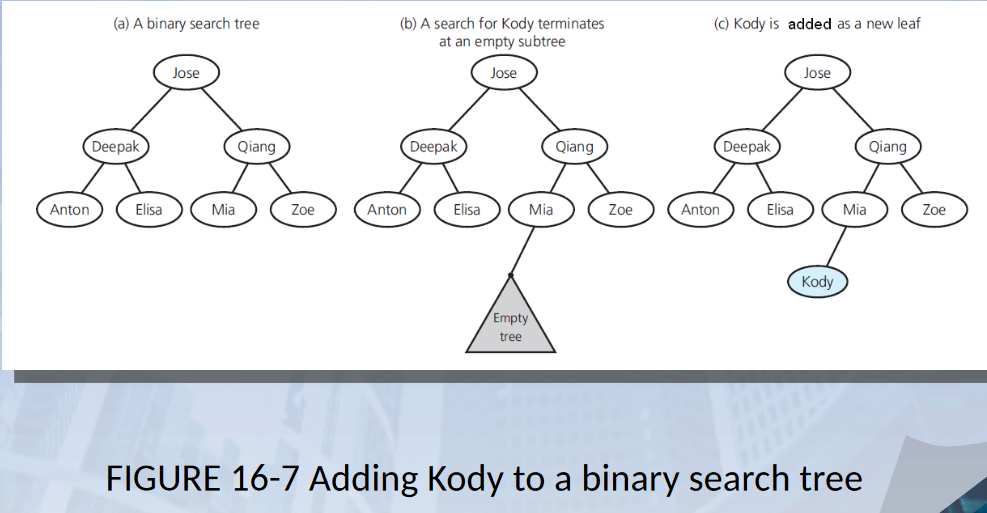 (a) A binary search tree
(b) A search for Kody terminates
at an empty subtree
(c) Kody is added as a new leaf
Jose
Deepak
Qiang
Anton
Elisa
Mia
Zoe
Jose
Deepak
Qiang
Anton
Elisa
Mia
Zoe
Empty
tree
Jose
Deepak
Qiang
Anton
Elisa
Mia
Zoe
Kody
FIGURE 16-7 Adding Kody to a binary search tree